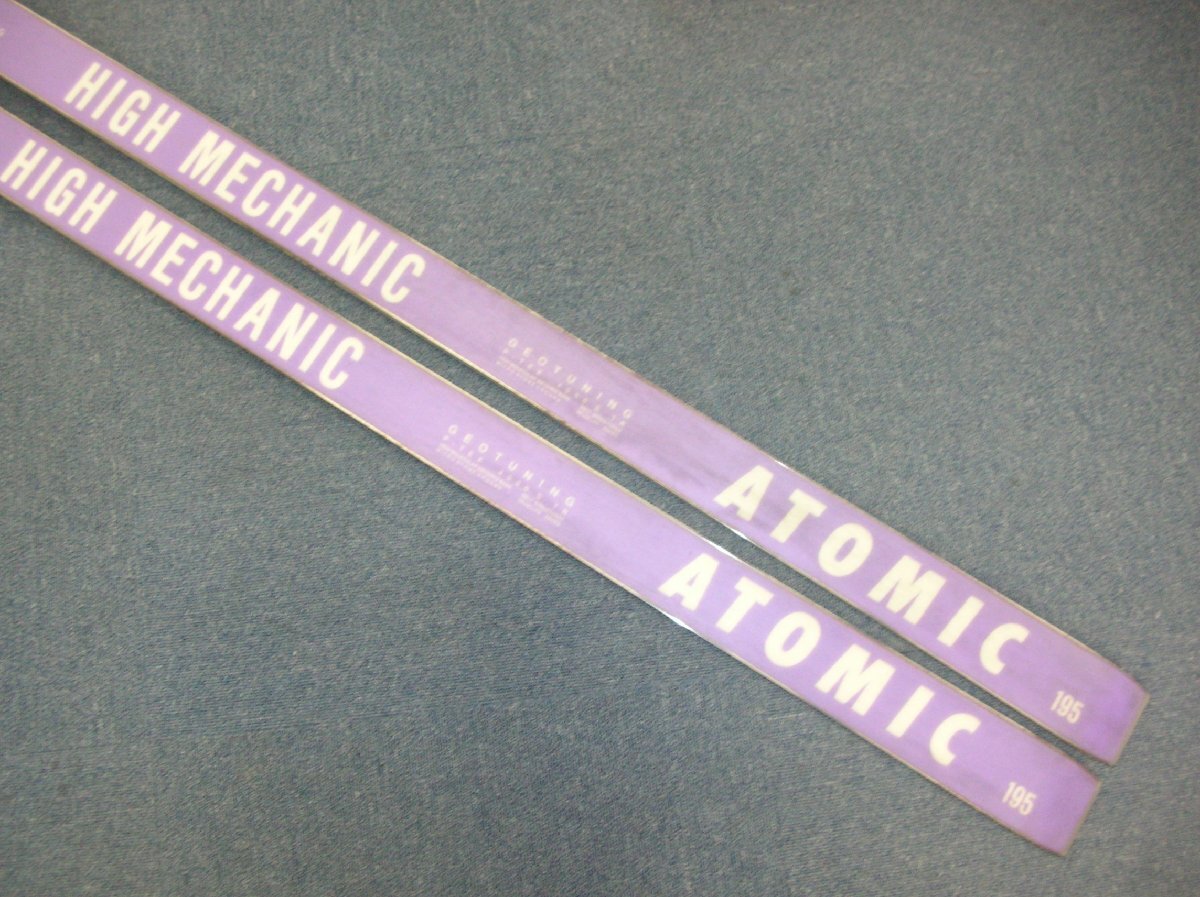 HIGH MECHANIC
GEOTUNING
ATOMIC
195
HIGH MECHANIC
GEOTUNING
ATOMIC
195